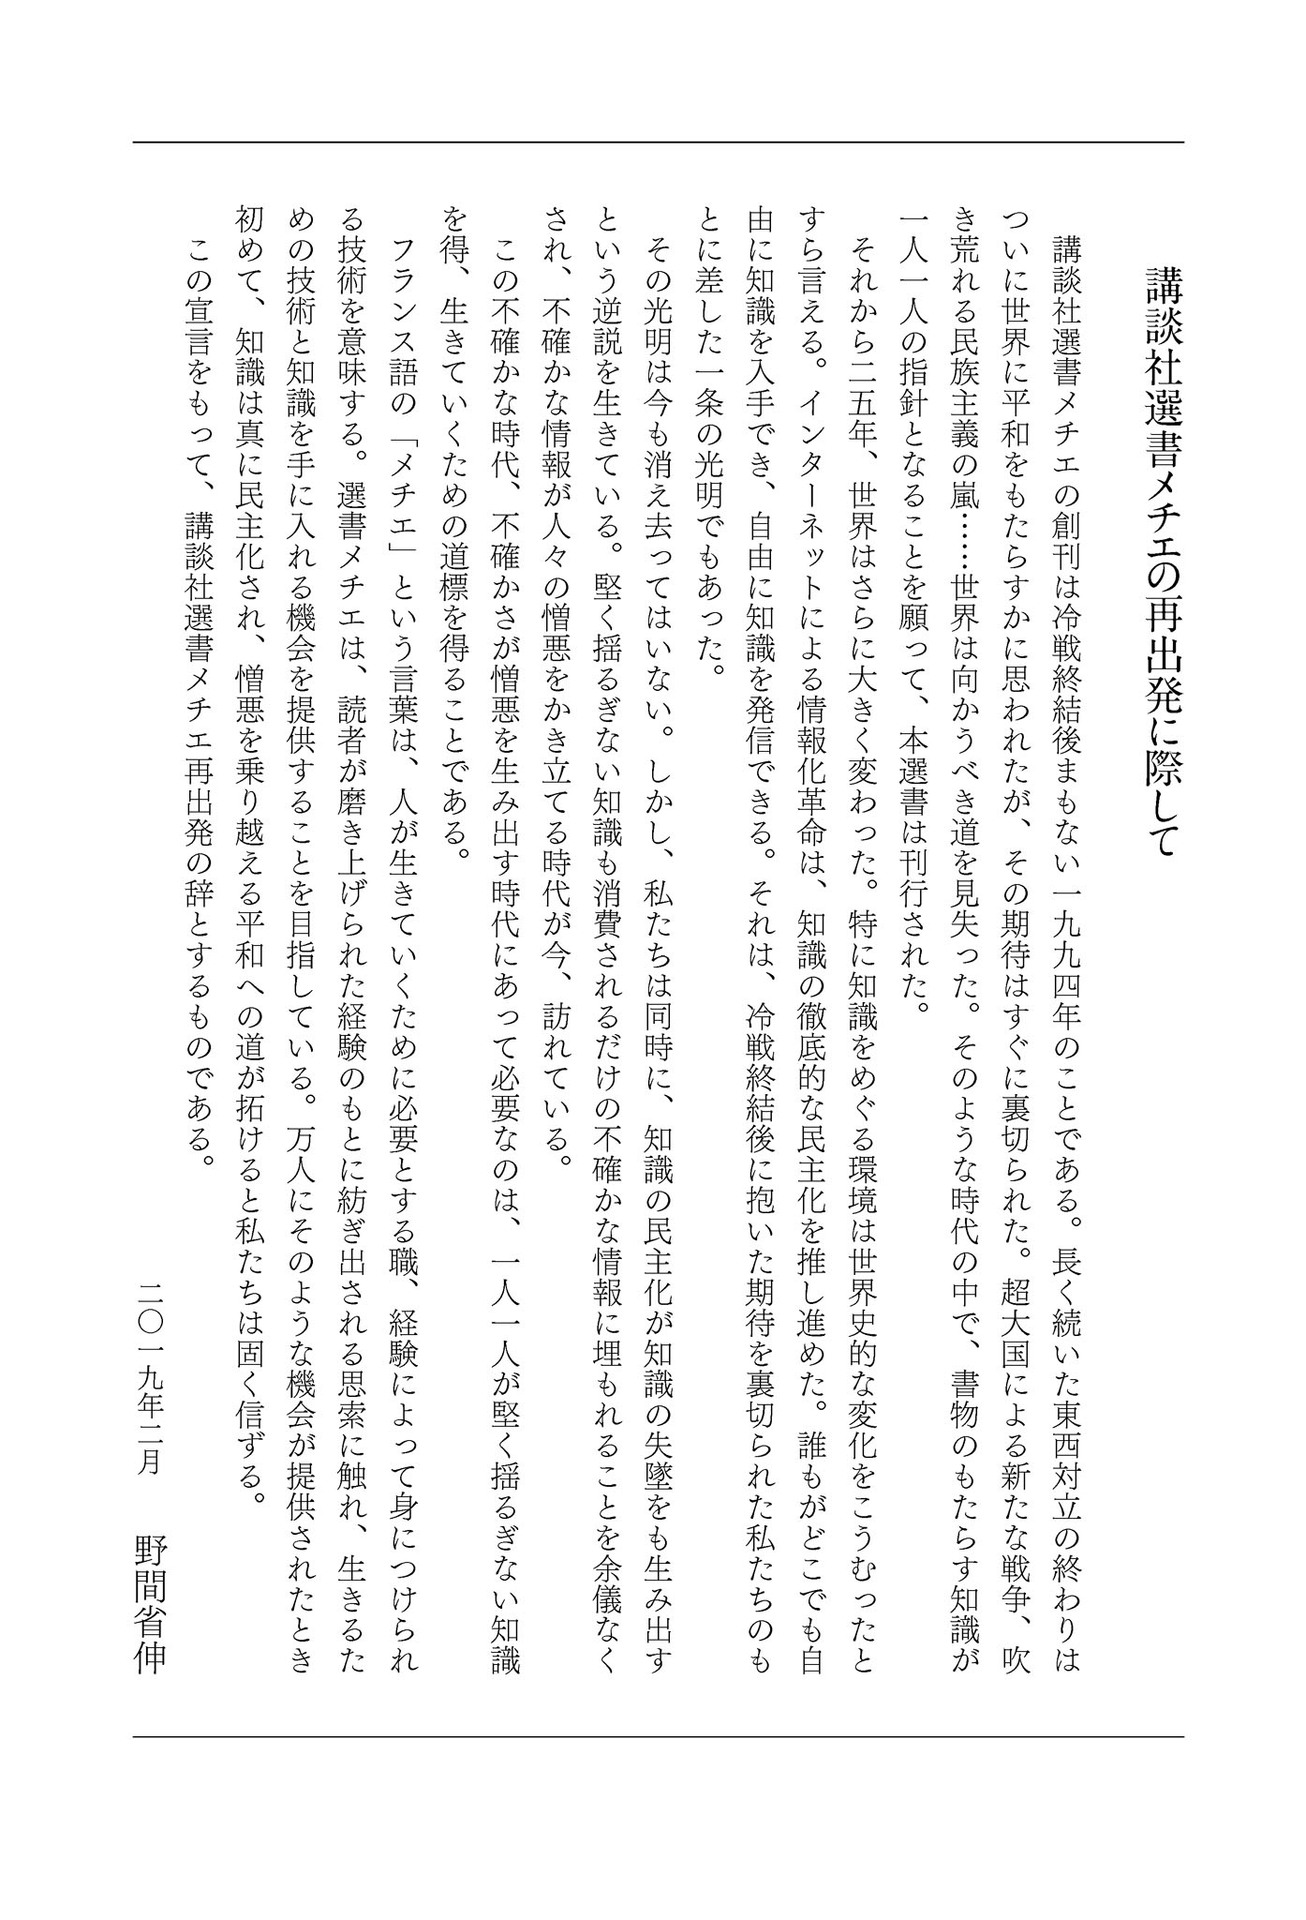 講談社選書メチエの再出発に際して
講談社選書メチエの創刊は冷戦終結後まもない一九九四年のことである。長く続いた東西対立の終わりは
ついに世界に平和をもたらすかに思われたが、その期待はすぐに裏切られた。超大国による新たな戦争、吹
き荒れる民族主義の嵐……世界は向かうべき道を見失った。そのような時代の中で、書物のもたらす知識が
一人一人の指針となることを願って、本選書は刊行された。
それから二五年、世界はさらに大きく変わった。特に知識をめぐる環境は世界史的な変化をこうむったと
すら言える。インターネットによる情報化革命は、知識の徹底的な民主化を推し進めた。誰もがどこでも自
由に知識を入手でき、自由に知識を発信できる。それは、冷戦終結後に抱いた期待を裏切られた私たちのも
とに差した一条の光明でもあった。
その光明は今も消え去ってはいない。しかし、私たちは同時に、知識の民主化が知識の失墜をも生み出す
という逆説を生きている。堅く揺るぎない知識も消費されるだけの不確かな情報に埋もれることを余儀なく
され、不確かな情報が人々の憎悪をかき立てる時代が今、訪れている。
この不確かな時代、不確かさが憎悪を生み出す時代にあって必要なのは、一人一人が堅く揺るぎない知識
を得、生きていくための道標を得ることである。
フランス語の「メチエ」という言葉は、人が生きていくために必要とする職、経験によって身につけられ
る技術を意味する。選書メチエは、読者が磨き上げられた経験のもとに紡ぎ出される思索に触れ、生きるた
めの技術と知識を手に入れる機会を提供することを目指している。万人にそのような機会が提供されたとき
初めて、知識は真に民主化され、憎悪を乗り越える平和への道が拓けると私たちは固く信ずる。
この宣言をもって、講談社選書メチエ再出発の辞とするものである。
二〇一九年二月　野間省伸